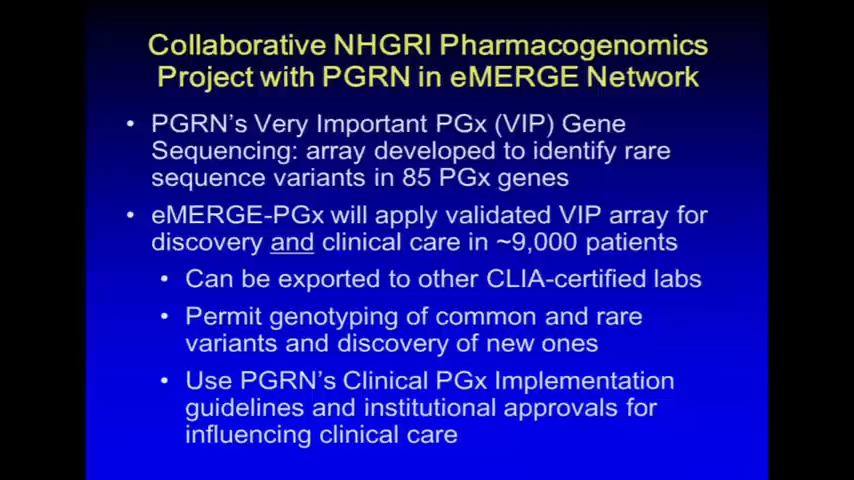 Collaborative NHGRI Pharmacogenomics
Project with PGRN in eMERGE Network
• PGRN's Very Important PGx (VIP) Gene
Sequencing: array developed to identify rare
sequence variants in 85 PGx genes
• eMERGE-PGx will apply validated VIP array for
discovery and clinical care in ~9,000 patients
• Can be exported to other CLIA-certified labs
• Permit genotyping of common and rare
variants and discovery of new ones
• Use PGRN's Clinical PGx Implementation
guidelines and institutional approvals for
influencing clinical care